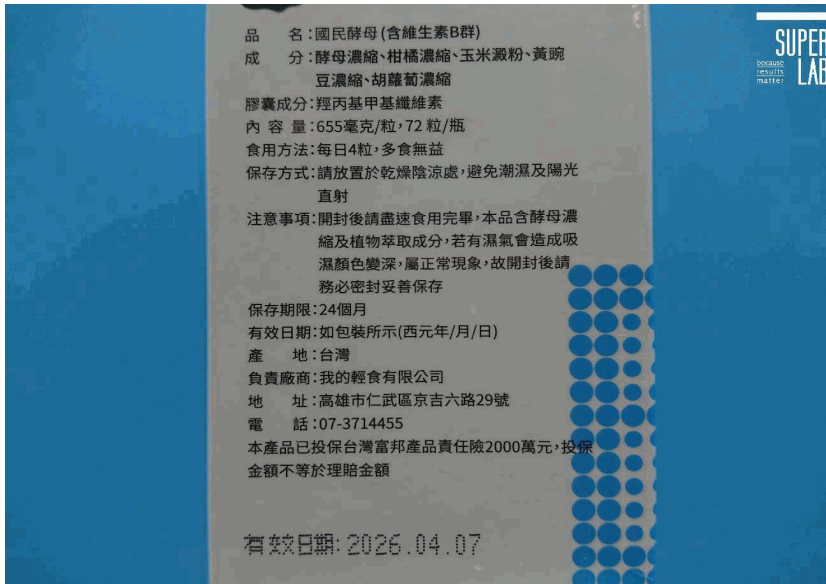 SUPER
LAB
because
results
matter
品　　名:國民酵母(含維生素B群)
成　　分:酵母濃縮、柑橘濃縮、玉米澱粉、黃豌
豆濃縮、胡蘿蔔濃縮
膠囊成分:羥丙基甲基纖維素
內 容 量:655毫克/粒,72粒/瓶
食用方法:每日4粒,多食無益
保存方式:請放置於乾燥陰涼處,避免潮濕及陽光
直射
注意事項:開封後請盡速食用完畢,本品含酵母濃
縮及植物萃取成分,若有濕氣會造成吸
濕顏色變深,屬正常現象,故開封後請
務必密封妥善保存
保存期限:24個月
有效日期:如包裝所示(西元年/月/日)
產　　地:台灣
負責廠商:我的輕食有限公司
地　　址:高雄市仁武區京吉六路29號
電　　話:07-3714455
本產品已投保台灣富邦產品責任險2000萬元,投保
金額不等於理賠金額
有效日期:2026.04.07